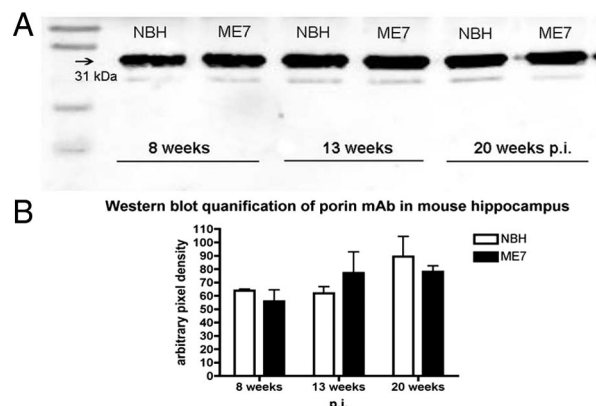 A
NBH ME7 NBH ME7 NBH ME7
→
31 kDa
8 weeks 13 weeks 20 weeks p.i.
B
Western blot quanification of porin mAb in mouse hippocampus
arbitrary pixel density
110
100
90
80
70
60
50
40
30
20
10
0
NBH
ME7
8 weeks 13 weeks 20 weeks
p.i.